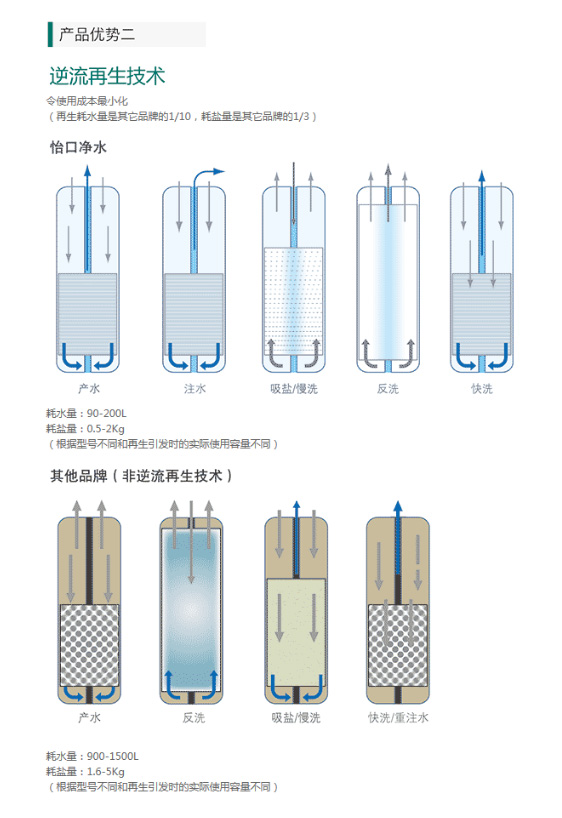 产品优势二
逆流再生技术
令使用成本最小化
（再生耗水量是其它品牌的1/10，耗盐量是其它品牌的1/3）
怡口净水
产水 注水 吸盐/慢洗 反洗 快洗
耗水量：90-200L
耗盐量：0.5-2Kg
（根据型号不同和再生引发时的实际使用容量不同）
其他品牌（非逆流再生技术）
产水 反洗 吸盐/慢洗 快洗/重注水
耗水量：900-1500L
耗盐量：1.6-5Kg
（根据型号不同和再生引发时的实际使用容量不同）